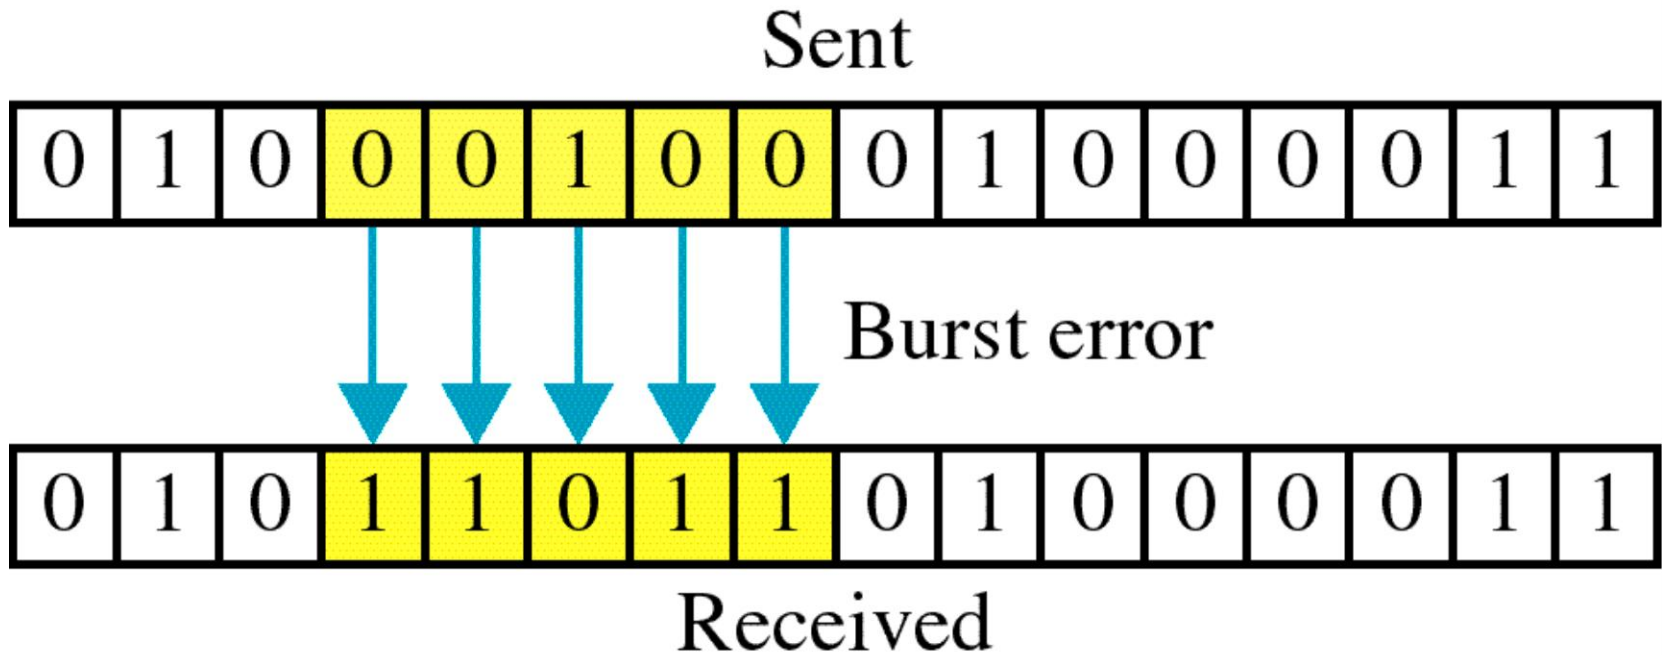 Sent
0 1 0 0 0 1 0 0 0 1 0 0 0 0 1 1
Burst error
0 1 0 1 1 0 1 1 0 1 0 0 0 0 1 1
Received